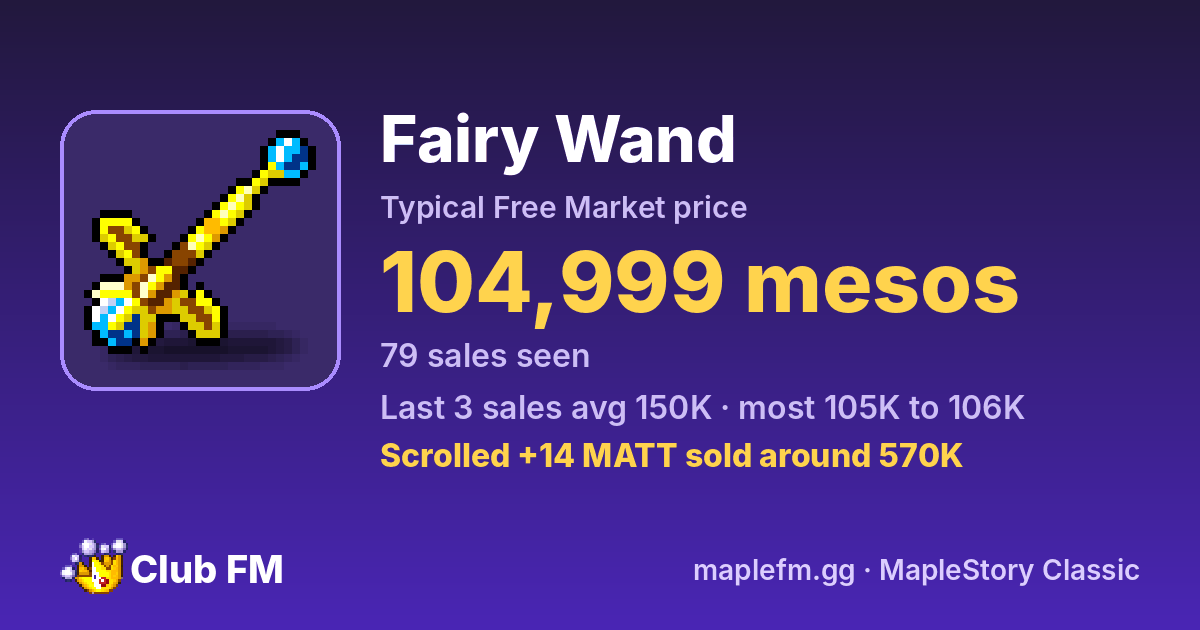 Fairy Wand
Typical Free Market price
104,999 mesos
79 sales seen
Last 3 sales avg 150K · most 105K to 106K
Scrolled +14 MATT sold around 570K
Club FM
maplefm.gg · MapleStory Classic